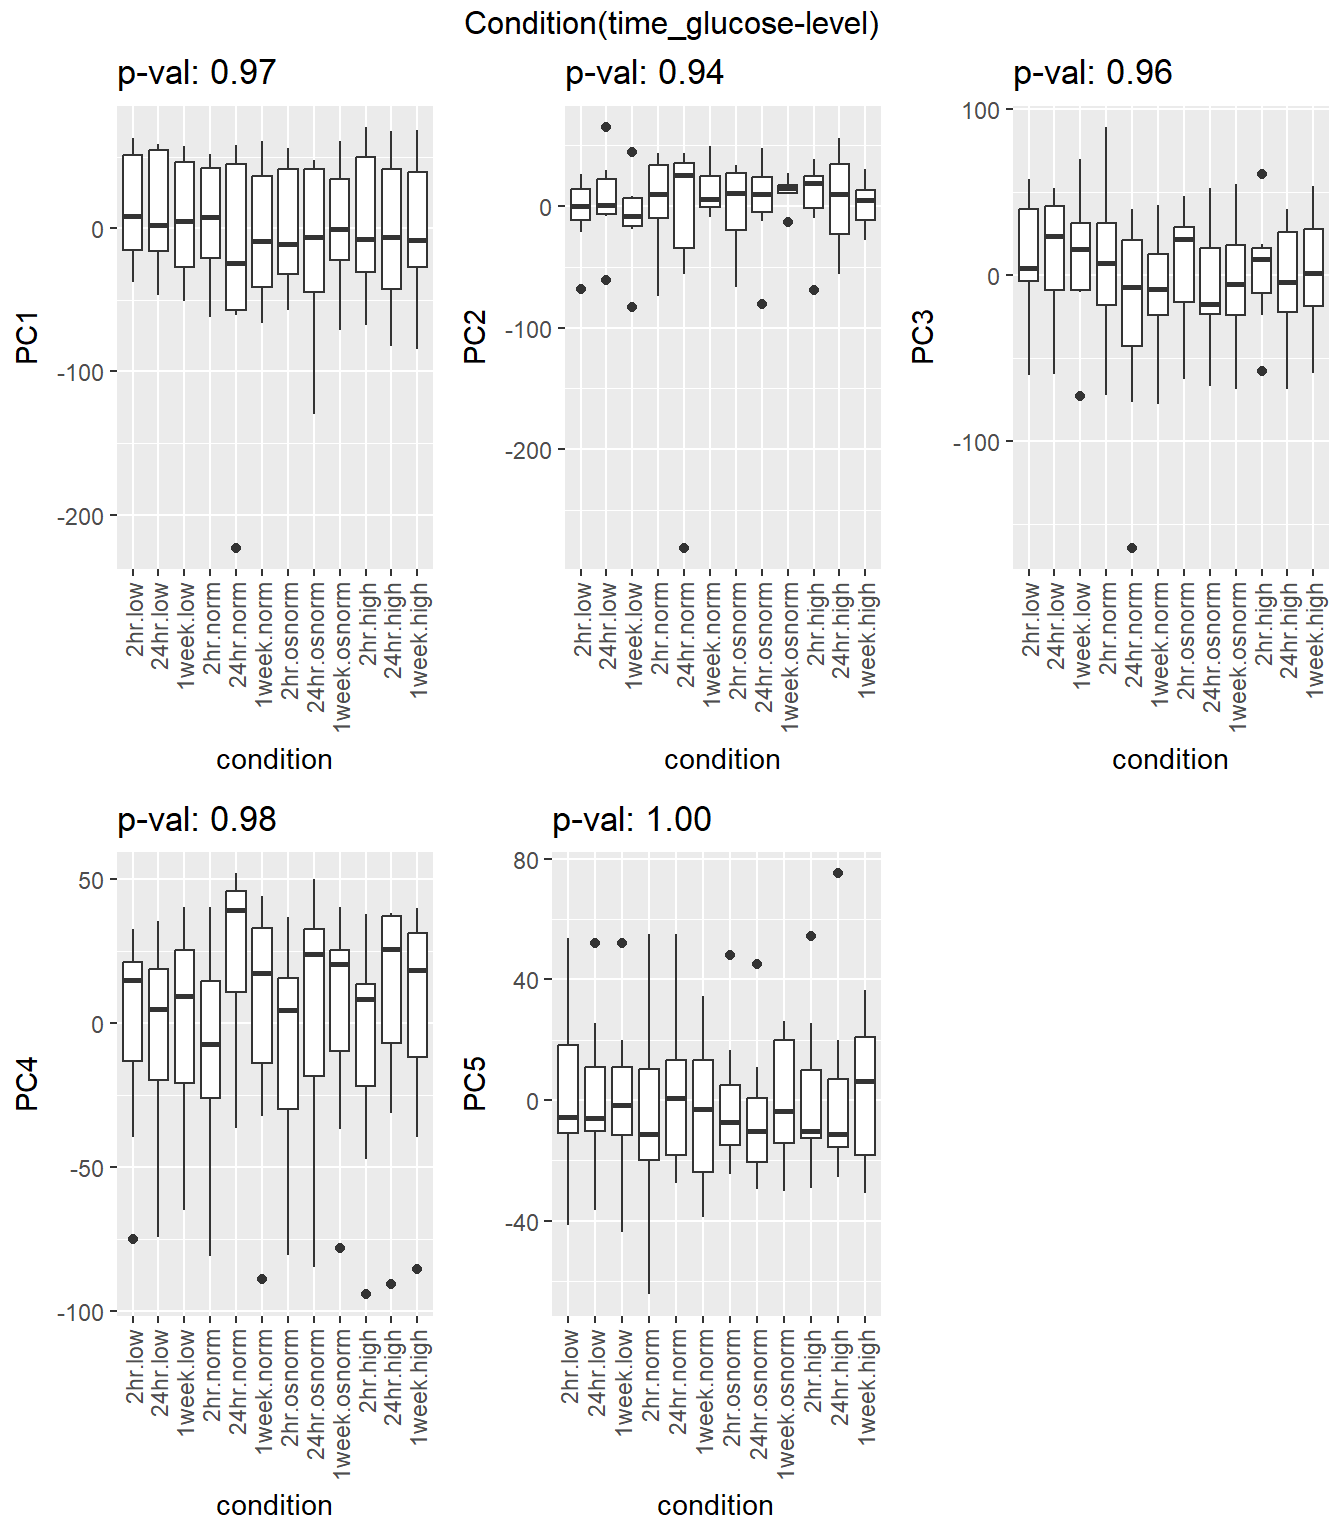 Condition(time_glucose-level)
p-val: 0.97
p-val: 0.94
p-val: 0.96
PC1
0
-100
-200
2hr.low
24hr.low
1week.low
2hr.norm
24hr.norm
1week.norm
2hr.osnorm
24hr.osnorm
1week.osnorm
2hr.high
24hr.high
1week.high
condition
PC2
0
-100
-200
2hr.low
24hr.low
1week.low
2hr.norm
24hr.norm
1week.norm
2hr.osnorm
24hr.osnorm
1week.osnorm
2hr.high
24hr.high
1week.high
condition
PC3
100
0
-100
2hr.low
24hr.low
1week.low
2hr.norm
24hr.norm
1week.norm
2hr.osnorm
24hr.osnorm
1week.osnorm
2hr.high
24hr.high
1week.high
condition
p-val: 0.98
p-val: 1.00
PC4
50
0
-50
-100
2hr.low
24hr.low
1week.low
2hr.norm
24hr.norm
1week.norm
2hr.osnorm
24hr.osnorm
1week.osnorm
2hr.high
24hr.high
1week.high
condition
PC5
80
40
0
-40
2hr.low
24hr.low
1week.low
2hr.norm
24hr.norm
1week.norm
2hr.osnorm
24hr.osnorm
1week.osnorm
2hr.high
24hr.high
1week.high
condition